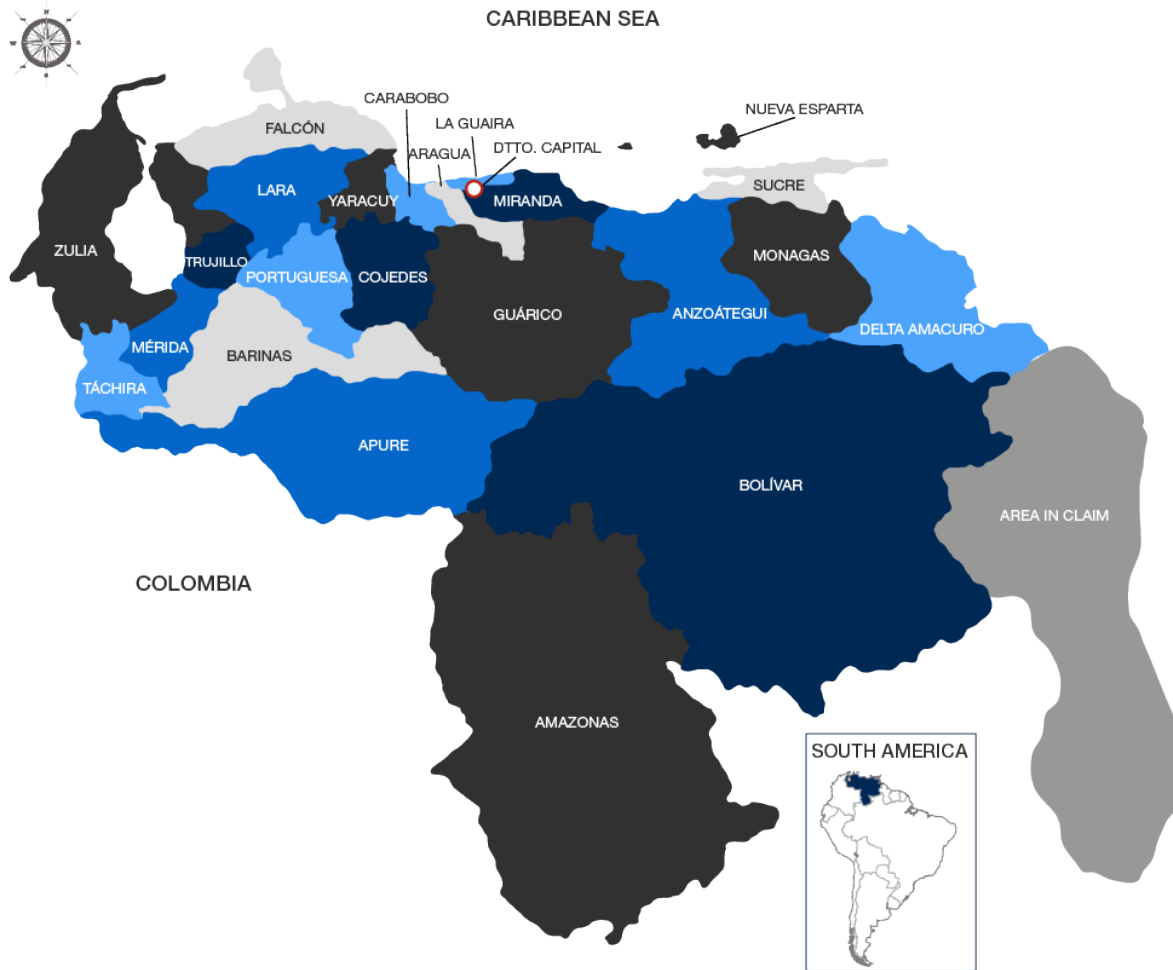 CARIBBEAN SEA
N
W
E
S
CARABOBO
NUEVA ESPARTA
LA GUAIRA
FALCÓN
DTTO. CAPITAL
ARAGUA
LARA
SUCRE
YARACUY
MIRANDA
ZULIA
MONAGAS
TRUJILLO
PORTUGUESA
COJEDES
GUÁRICO
ANZOÁTEGUI
DELTA AMACURO
MÉRIDA
BARINAS
TÁCHIRA
APURE
BOLÍVAR
AREA IN CLAIM
COLOMBIA
AMAZONAS
SOUTH AMERICA